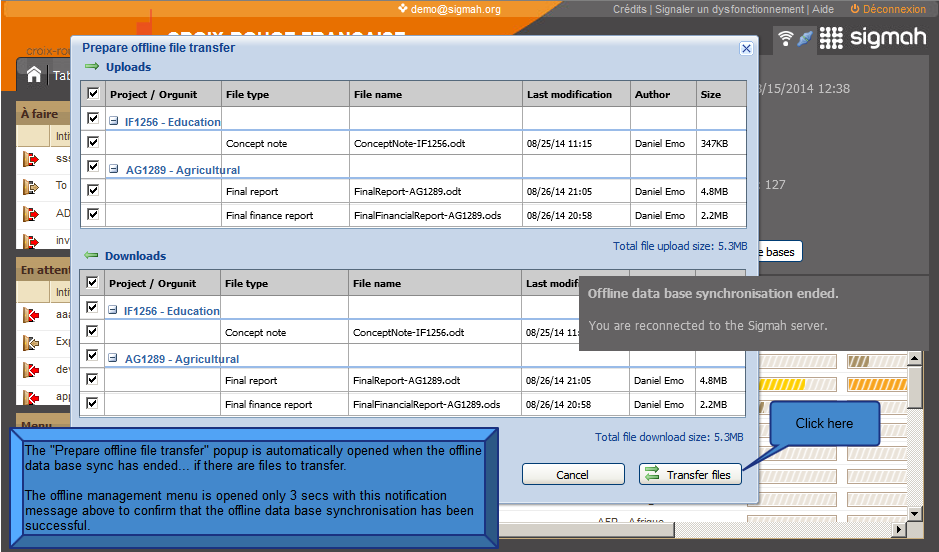 demo@sigmah.org
Crédits | Signaler un dysfonctionnement | Aide
Déconnexion
CROIX-ROUGE FRANÇAISE
sigmah
Prepare offline file transfer
Uploads
Project / Orgunit File type File name Last modification Author Size
IF1256 - Education
Concept note ConceptNote-IF1256.odt 08/25/14 11:15 Daniel Emo 347KB
AG1289 - Agricultural
Final report FinalReport-AG1289.odt 08/26/14 21:05 Daniel Emo 4.8MB
Final finance report FinalFinancialReport-AG1289.ods 08/26/14 20:58 Daniel Emo 2.2MB
Total file upload size: 5.3MB
Downloads
Project / Orgunit File type File name Last modif
IF1256 - Education
Concept note ConceptNote-IF1256.odt 08/25/14 11:
AG1289 - Agricultural
Final report FinalReport-AG1289.odt 08/26/14 21:05 Daniel Emo 4.8MB
Final finance report FinalFinancialReport-AG1289.ods 08/26/14 20:58 Daniel Emo 2.2MB
Total file download size: 5.3MB
Cancel
Transfer files
Click here
Offline data base synchronisation ended.
You are reconnected to the Sigmah server.
/15/2014 12:38
127
e bases
Tab
À faire
Inti
sss
To
AD
inv
En attent
Inti
aaa
Exp
dev
app
Menu
The "Prepare offline file transfer" popup is automatically opened when the offline
data base sync has ended... if there are files to transfer.
The offline management menu is opened only 3 secs with this notification
message above to confirm that the offline data base synchronisation has been
successful.